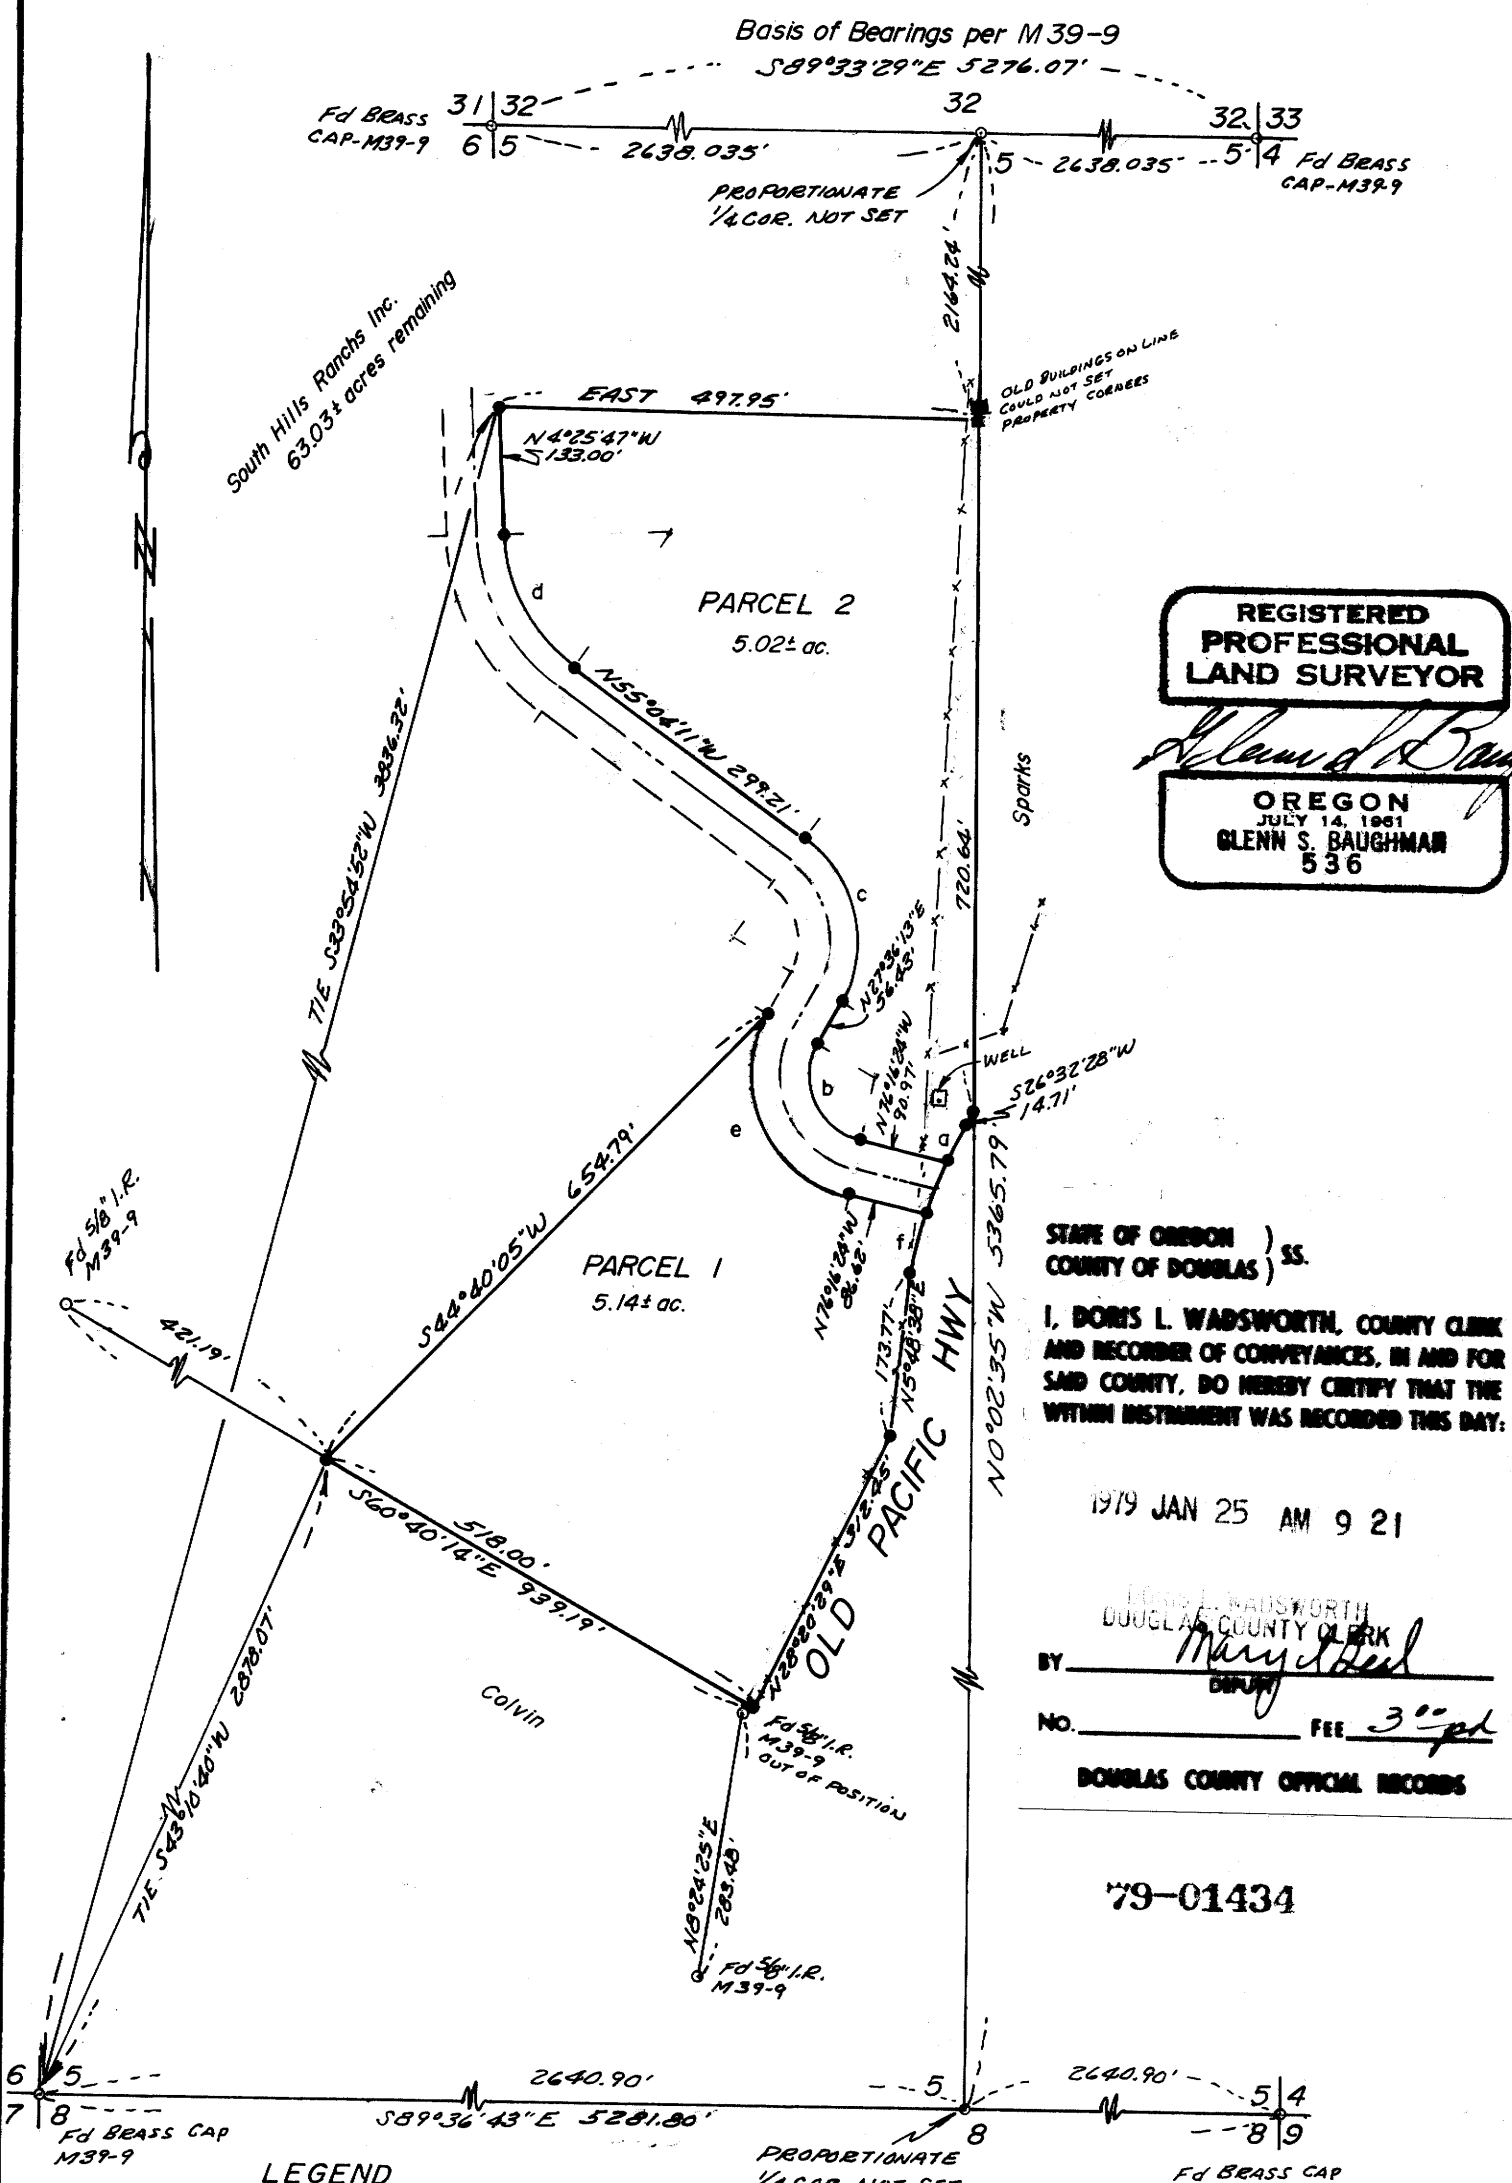 Basis of Bearings per M 39-9
S89°33'29"E 5276.07'
Fd BRASS
CAP-M39-9
31 32
6 5
32
5
32 33
5 4
Fd BRASS
CAP-M39-9
2638.035'
2638.035'
PROPORTIONATE
1/4 COR. NOT SET
2164.24'
South Hills Ranchs Inc.
63.03± acres remaining
OLD BUILDINGS ON LINE
COULD NOT SET
PROPERTY CORNERS
EAST 497.95'
N4°25'47"W
133.00'
d
PARCEL 2
5.02± ac.
N55°04'11"W 299.21'
TIE S33°54'52"W 3836.32'
REGISTERED
PROFESSIONAL
LAND SURVEYOR
OREGON
JULY 14, 1961
GLENN S. BAUGHMAN
536
Sparks
720.64'
c
N27°36'13"E
56.43'
N76°16'24"W
90.97'
WELL
S26°32'28"W
14.71'
b
a
e
f
S44°40'05"W 654.79'
N76°16'24"W
86.62'
PARCEL 1
5.14± ac.
Fd 5/8" I.R.
M39-9
421.19'
173.77'
N5°48'38"E
N0°02'35"W 5365.79'
OLD PACIFIC HWY
N28°20'29"E 312.45'
518.00'
S60°40'14"E 939.19'
STATE OF OREGON )
COUNTY OF DOUGLAS ) SS.
I, DORIS L. WADSWORTH, COUNTY CLERK
AND RECORDER OF CONVEYANCES, IN AND FOR
SAID COUNTY, DO HEREBY CERTIFY THAT THE
WITHIN INSTRUMENT WAS RECORDED THIS DAY:
1979 JAN 25 AM 9 21
DORIS L. WADSWORTH
DOUGLAS COUNTY CLERK
BY
DEPUTY
NO. FEE 3.00 pd
DOUGLAS COUNTY OFFICIAL RECORDS
79-01434
TIE S43°10'40"W 2878.07'
Colvin
Fd 5/8" I.R.
M39-9
OUT OF POSITION
N8°24'25"E
283.48'
Fd 5/8" I.R.
M39-9
6 5
7 8
Fd BRASS CAP
M39-9
2640.90'
S89°36'43"E 5281.80'
5
8
2640.90'
5 4
8 9
PROPORTIONATE
1/4 COR. NOT SET
Fd BRASS CAP
LEGEND